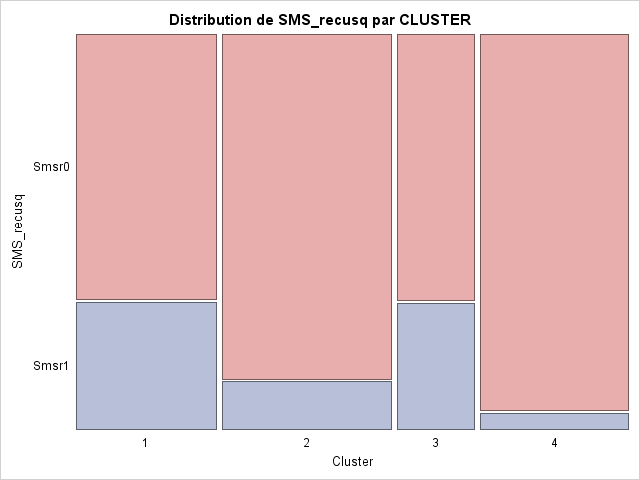 Distribution de SMS_recusq par CLUSTER
Smsr0
SMS_recusq
Smsr1
1 2 3 4
Cluster